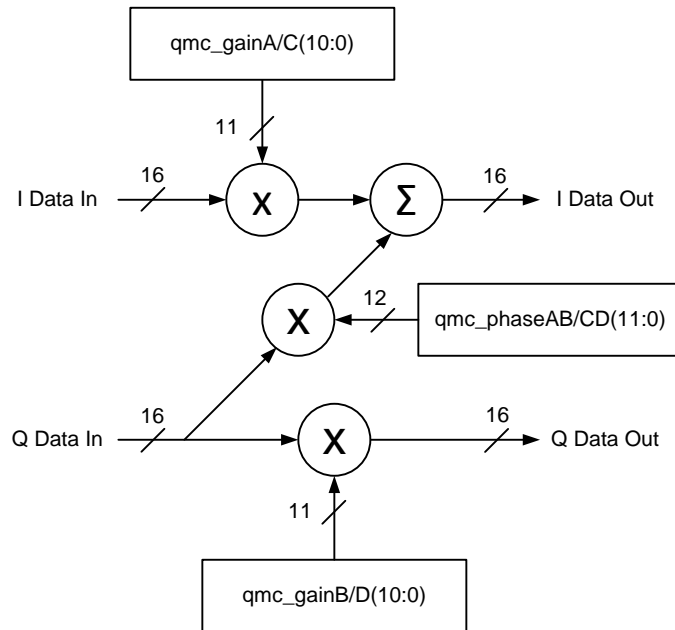 qmc_gainA/C(10:0)
11
I Data In
16
X
Σ
16
I Data Out
X
12
qmc_phaseAB/CD(11:0)
Q Data In
16
X
16
Q Data Out
11
qmc_gainB/D(10:0)